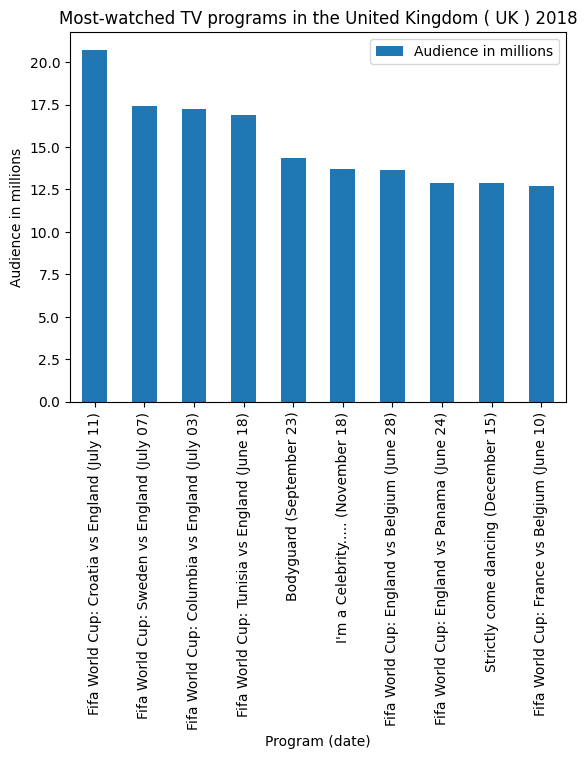 Most-watched TV programs in the United Kingdom ( UK ) 2018
Audience in millions
Audience in millions
20.0
17.5
15.0
12.5
10.0
7.5
5.0
2.5
0.0
Fifa World Cup: Croatia vs England (July 11)
Fifa World Cup: Sweden vs England (July 07)
Fifa World Cup: Columbia vs England (July 03)
Fifa World Cup: Tunisia vs England (June 18)
Bodyguard (September 23)
I'm a Celebrity..... (November 18)
Fifa World Cup: England vs Belgium (June 28)
Fifa World Cup: England vs Panama (June 24)
Strictly come dancing (December 15)
Fifa World Cup: France vs Belgium (June 10)
Program (date)